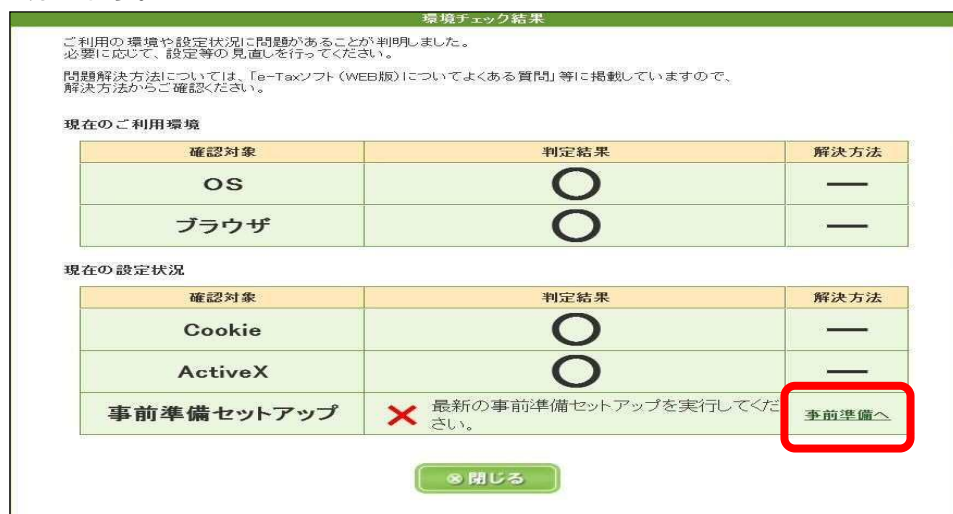 環境チェック結果
ご利用の環境や設定状況に問題があることが判明しました。
必要に応じて、設定等の見直しを行ってください。
問題解決方法については、「e-Taxソフト（WEB版）についてよくある質問」等に掲載していますので、
解決方法からご確認ください。
現在のご利用環境
確認対象 判定結果 解決方法
OS ○ ―
ブラウザ ○ ―
現在の設定状況
確認対象 判定結果 解決方法
Cookie ○ ―
ActiveX ○ ―
事前準備セットアップ × 最新の事前準備セットアップを実行してくだ 事前準備へ
さい。
⊗閉じる